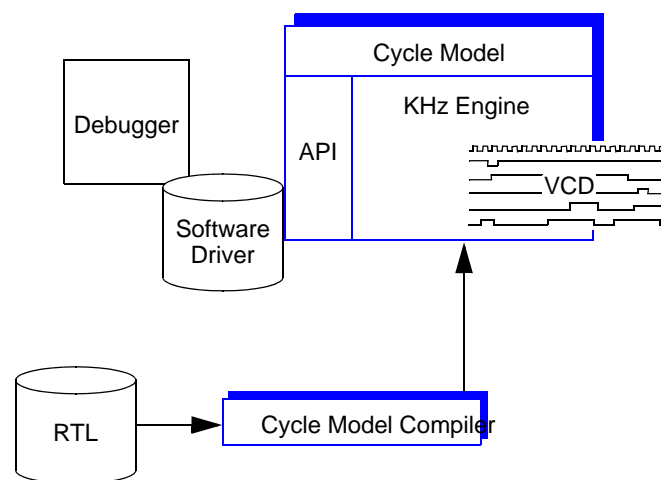 Cycle Model
KHz Engine
Debugger
API
VCD
Software
Driver
Cycle Model Compiler
RTL